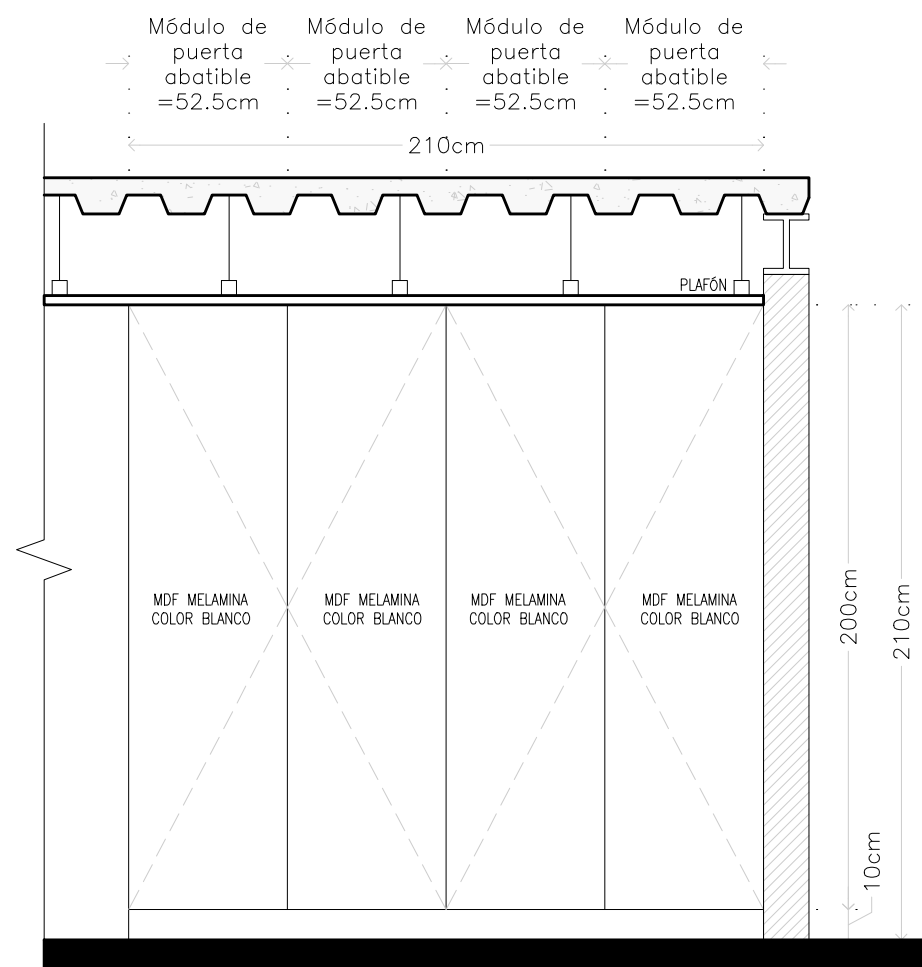 Módulo de
puerta
abatible
=52.5cm
Módulo de
puerta
abatible
=52.5cm
Módulo de
puerta
abatible
=52.5cm
Módulo de
puerta
abatible
=52.5cm
210cm
PLAFÓN
MDF MELAMINA
COLOR BLANCO
MDF MELAMINA
COLOR BLANCO
MDF MELAMINA
COLOR BLANCO
MDF MELAMINA
COLOR BLANCO
200cm
210cm
10cm